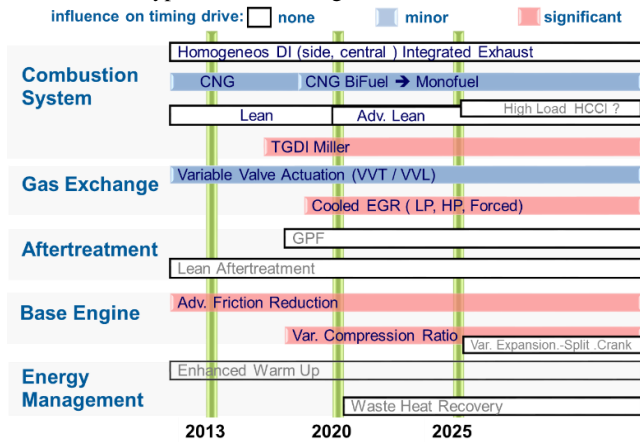 influence on timing drive: none minor significant
Homogeneos DI (side, central ) Integrated Exhaust
Combustion
System
CNG CNG BiFuel ➔ Monofuel
Lean Adv. Lean High Load HCCI ?
TGDI Miller
Gas Exchange
Variable Valve Actuation (VVT / VVL)
Cooled EGR ( LP, HP, Forced)
Aftertreatment
GPF
Lean Aftertreatment
Base Engine
Adv. Friction Reduction
Var. Compression Ratio
Var. Expansion.-Split .Crank
Energy
Management
Enhanced Warm Up
Waste Heat Recovery
2013 2020 2025